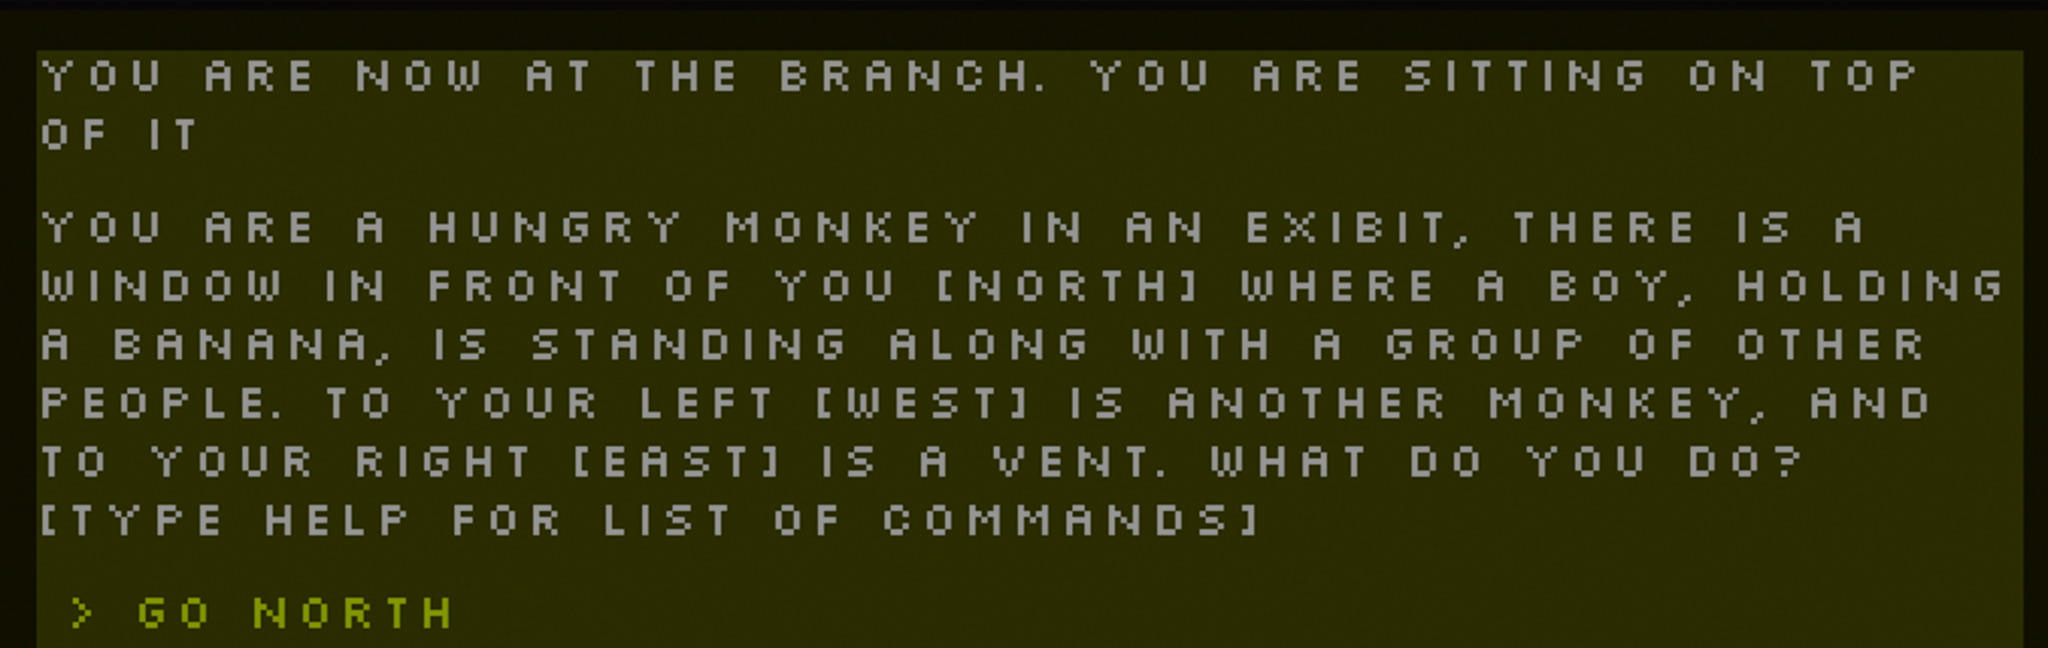 YOU ARE NOW AT THE BRANCH. YOU ARE SITTING ON TOP
OF IT
YOU ARE A HUNGRY MONKEY IN AN EXIBIT, THERE IS A
WINDOW IN FRONT OF YOU [NORTH] WHERE A BOY, HOLDING
A BANANA, IS STANDING ALONG WITH A GROUP OF OTHER
PEOPLE. TO YOUR LEFT [WEST] IS ANOTHER MONKEY, AND
TO YOUR RIGHT [EAST] IS A VENT. WHAT DO YOU DO?
[TYPE HELP FOR LIST OF COMMANDS]
> GO NORTH